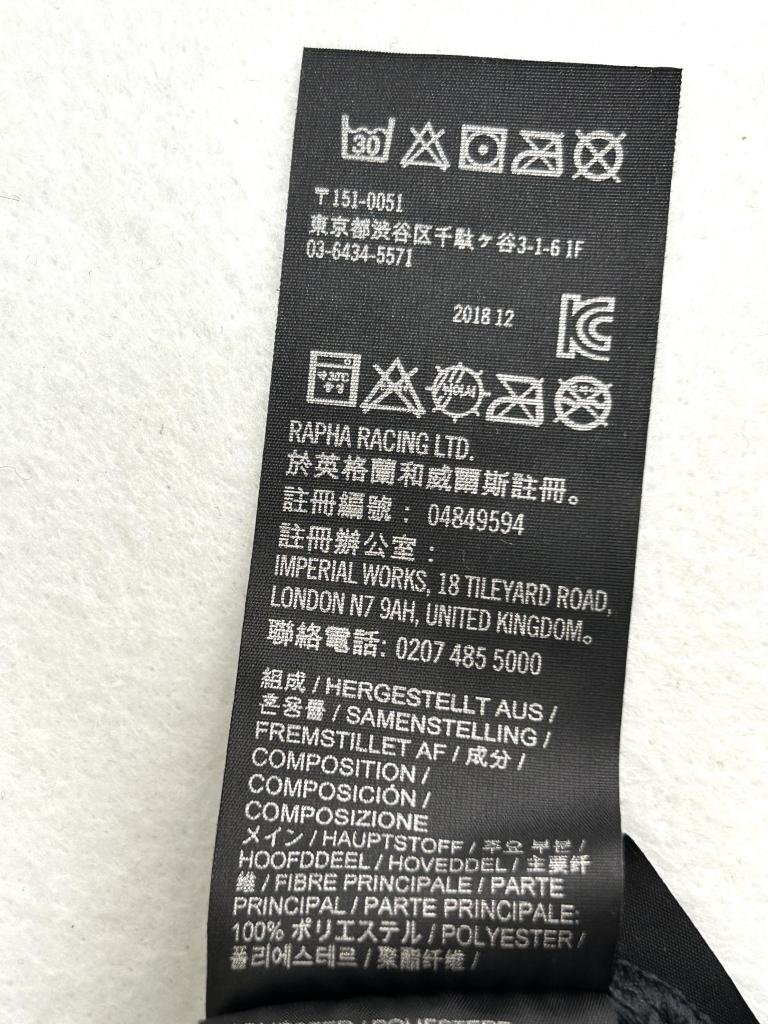 30
〒151-0051
東京都渋谷区千駄ヶ谷3-1-6 1F
03-6434-5571
2018 12
RAPHA RACING LTD.
於英格蘭和威爾斯註冊。
註冊編號： 04849594
註冊辦公室：
IMPERIAL WORKS, 18 TILEYARD ROAD,
LONDON N7 9AH, UNITED KINGDOM。
聯絡電話: 0207 485 5000
組成 / HERGESTELLT AUS /
혼용률 / SAMENSTELLING /
FREMSTILLET AF / 成分 /
COMPOSITION /
COMPOSICIÓN /
COMPOSIZIONE
メイン / HAUPTSTOFF / 주요 부분 /
HOOFDDEEL / HOVEDDEL / 主要纤
维 / FIBRE PRINCIPALE / PARTE
PRINCIPAL / PARTE PRINCIPALE:
100% ポリエステル / POLYESTER /
폴리에스테르 / 聚酯纤维 /